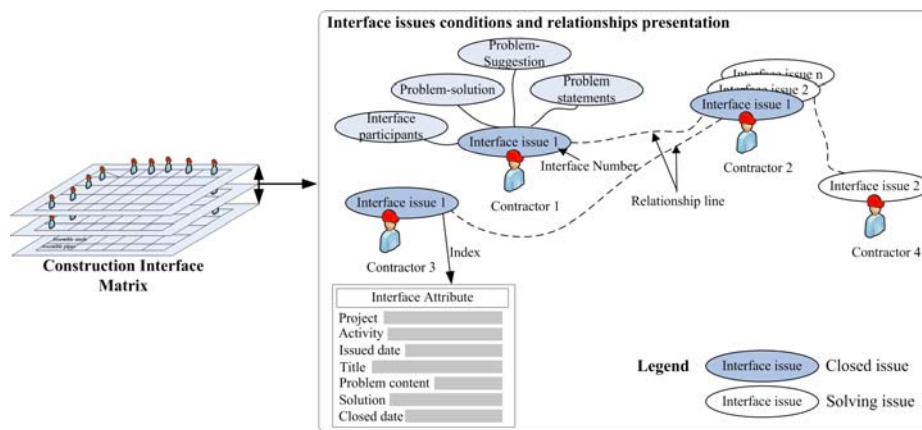 Interface issues conditions and relationships presentation
Problem-
Suggestion
Problem-solution
Problem
statements
Interface
participants
Interface issue 1
Interface Number
Contractor 1
Interface issue n
Interface issue 2
Interface issue 1
Contractor 2
Relationship line
Interface issue 2
Contractor 4
Interface issue 1
Contractor 3
Index
Construction Interface
Matrix
Interface Attribute
Project
Activity
Issued date
Title
Problem content
Solution
Closed date
Legend
Interface issue
Closed issue
Interface issue
Solving issue